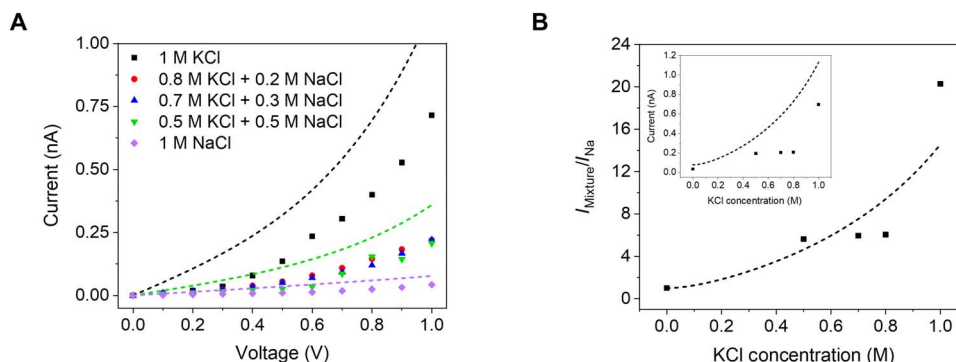 A
1.00
0.75
0.50
0.25
0.00
Current (nA)
1 M KCl
0.8 M KCl + 0.2 M NaCl
0.7 M KCl + 0.3 M NaCl
0.5 M KCl + 0.5 M NaCl
1 M NaCl
0.0 0.2 0.4 0.6 0.8 1.0
Voltage (V)
B
24
20
16
12
8
4
0
I Mixture/I Na
1.2
1.0
0.8
0.6
0.4
0.2
0.0
Current (nA)
0.0 0.2 0.4 0.6 0.8 1.0
KCl concentration (M)
0.0 0.2 0.4 0.6 0.8 1.0
KCl concentration (M)